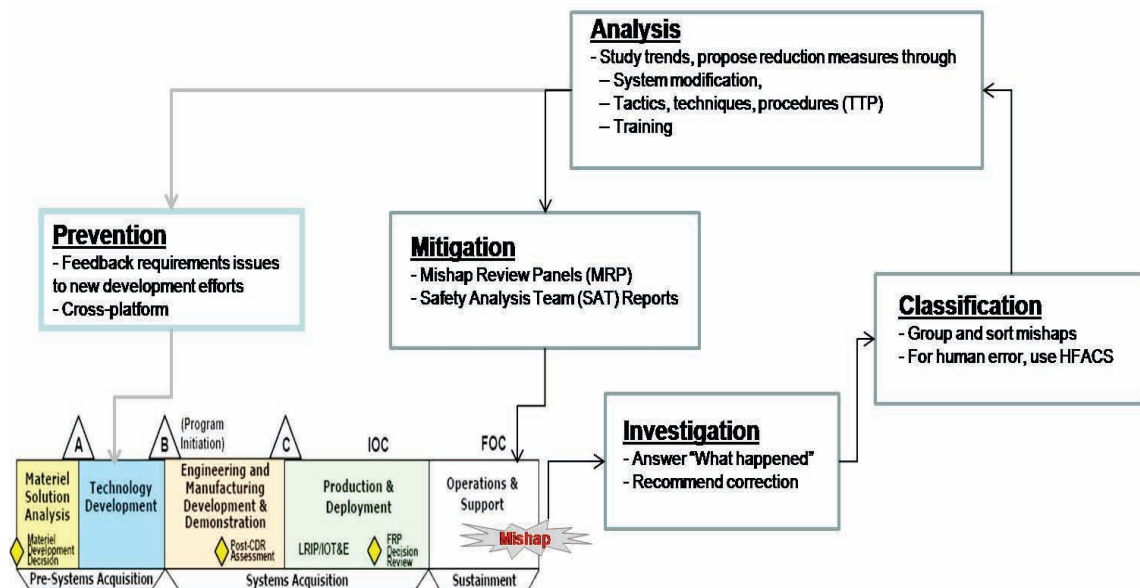 Analysis
- Study trends, propose reduction measures through
– System modification,
– Tactics, techniques, procedures (TTP)
– Training
Prevention
- Feedback requirements issues
to new development efforts
- Cross-platform
Mitigation
- Mishap Review Panels (MRP)
- Safety Analysis Team (SAT) Reports
Classification
- Group and sort mishaps
- For human error, use HFACS
Investigation
- Answer “What happened”
- Recommend correction
A
B
(Program
Initiation)
C
IOC
FOC
Materiel
Solution
Analysis
Materiel
Development
Decision
Technology
Development
Engineering and
Manufacturing
Development &
Demonstration
Post-CDR
Assessment
Production &
Deployment
LRIP/IOT&E
FRP
Decision
Review
Operations &
Support
Mishap
Pre-Systems Acquisition
Systems Acquisition
Sustainment